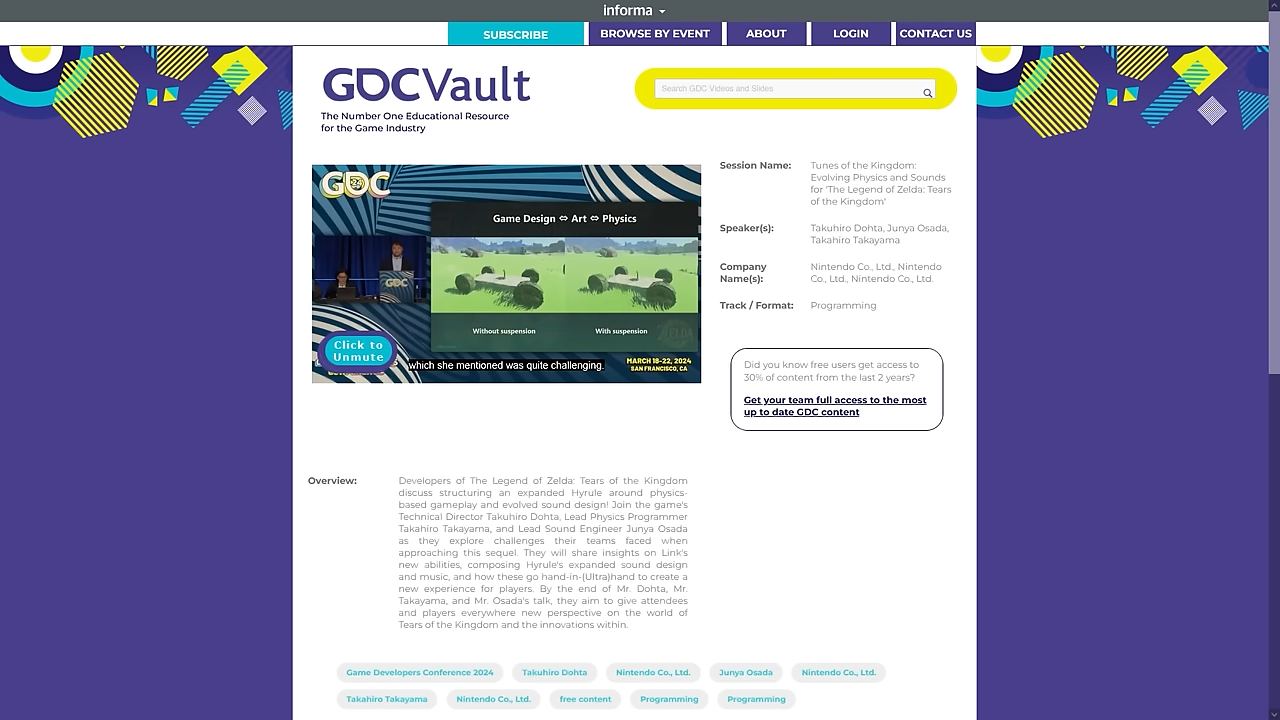 informa
SUBSCRIBE
BROWSE BY EVENT
ABOUT
LOGIN
CONTACT US
GDCVault
The Number One Educational Resource
for the Game Industry
Search GDC Videos and Slides
GDC
Game Design ⇔ Art ⇔ Physics
GDC
Without suspension
With suspension
Click to
Unmute
which she mentioned was quite challenging.
MARCH 18-22, 2024
SAN FRANCISCO, CA
Session Name:
Tunes of the Kingdom:
Evolving Physics and Sounds
for 'The Legend of Zelda: Tears
of the Kingdom'
Speaker(s):
Takuhiro Dohta, Junya Osada,
Takahiro Takayama
Company
Name(s):
Nintendo Co., Ltd., Nintendo
Co., Ltd., Nintendo Co., Ltd.
Track / Format:
Programming
Did you know free users get access to
30% of content from the last 2 years?
Get your team full access to the most
up to date GDC content
Overview:
Developers of The Legend of Zelda: Tears of the Kingdom
discuss structuring an expanded Hyrule around physics-
based gameplay and evolved sound design! Join the game's
Technical Director Takuhiro Dohta, Lead Physics Programmer
Takahiro Takayama, and Lead Sound Engineer Junya Osada
as they explore challenges their teams faced when
approaching this sequel. They will share insights on Link's
new abilities, composing Hyrule's expanded sound design
and music, and how these go hand-in-(Ultra)hand to create a
new experience for players. By the end of Mr. Dohta, Mr.
Takayama, and Mr. Osada's talk, they aim to give attendees
and players everywhere new perspective on the world of
Tears of the Kingdom and the innovations within.
Game Developers Conference 2024
Takuhiro Dohta
Nintendo Co., Ltd.
Junya Osada
Nintendo Co., Ltd.
Takahiro Takayama
Nintendo Co., Ltd.
free content
Programming
Programming